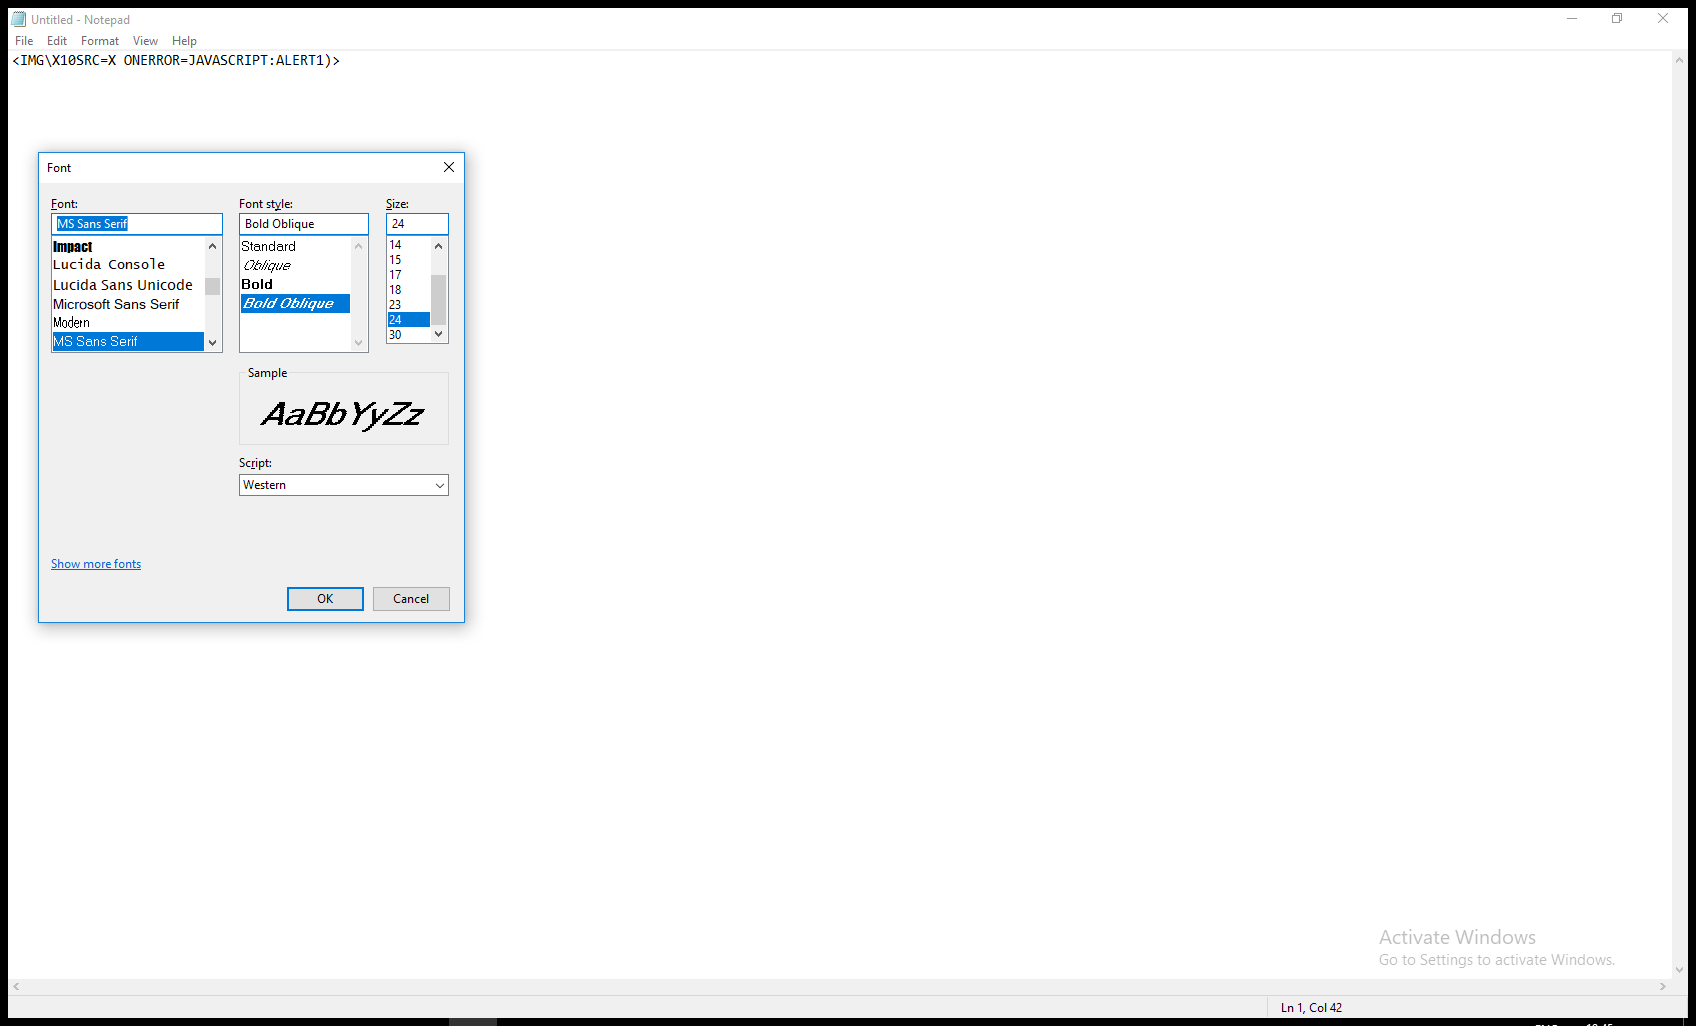 Untitled - Notepad
File Edit Format View Help
<IMG\X10SRC=X ONERROR=JAVASCRIPT:ALERT1)>
Font
Font: Font style: Size:
MS Sans Serif Bold Oblique 24
Impact
Lucida Console
Lucida Sans Unicode
Microsoft Sans Serif
Modern
MS Sans Serif
Standard
Oblique
Bold
Bold Oblique
14
15
17
18
23
24
30
Sample
AaBbYyZz
Script:
Western
Show more fonts
OK Cancel
Activate Windows
Go to Settings to activate Windows.
Ln 1, Col 42